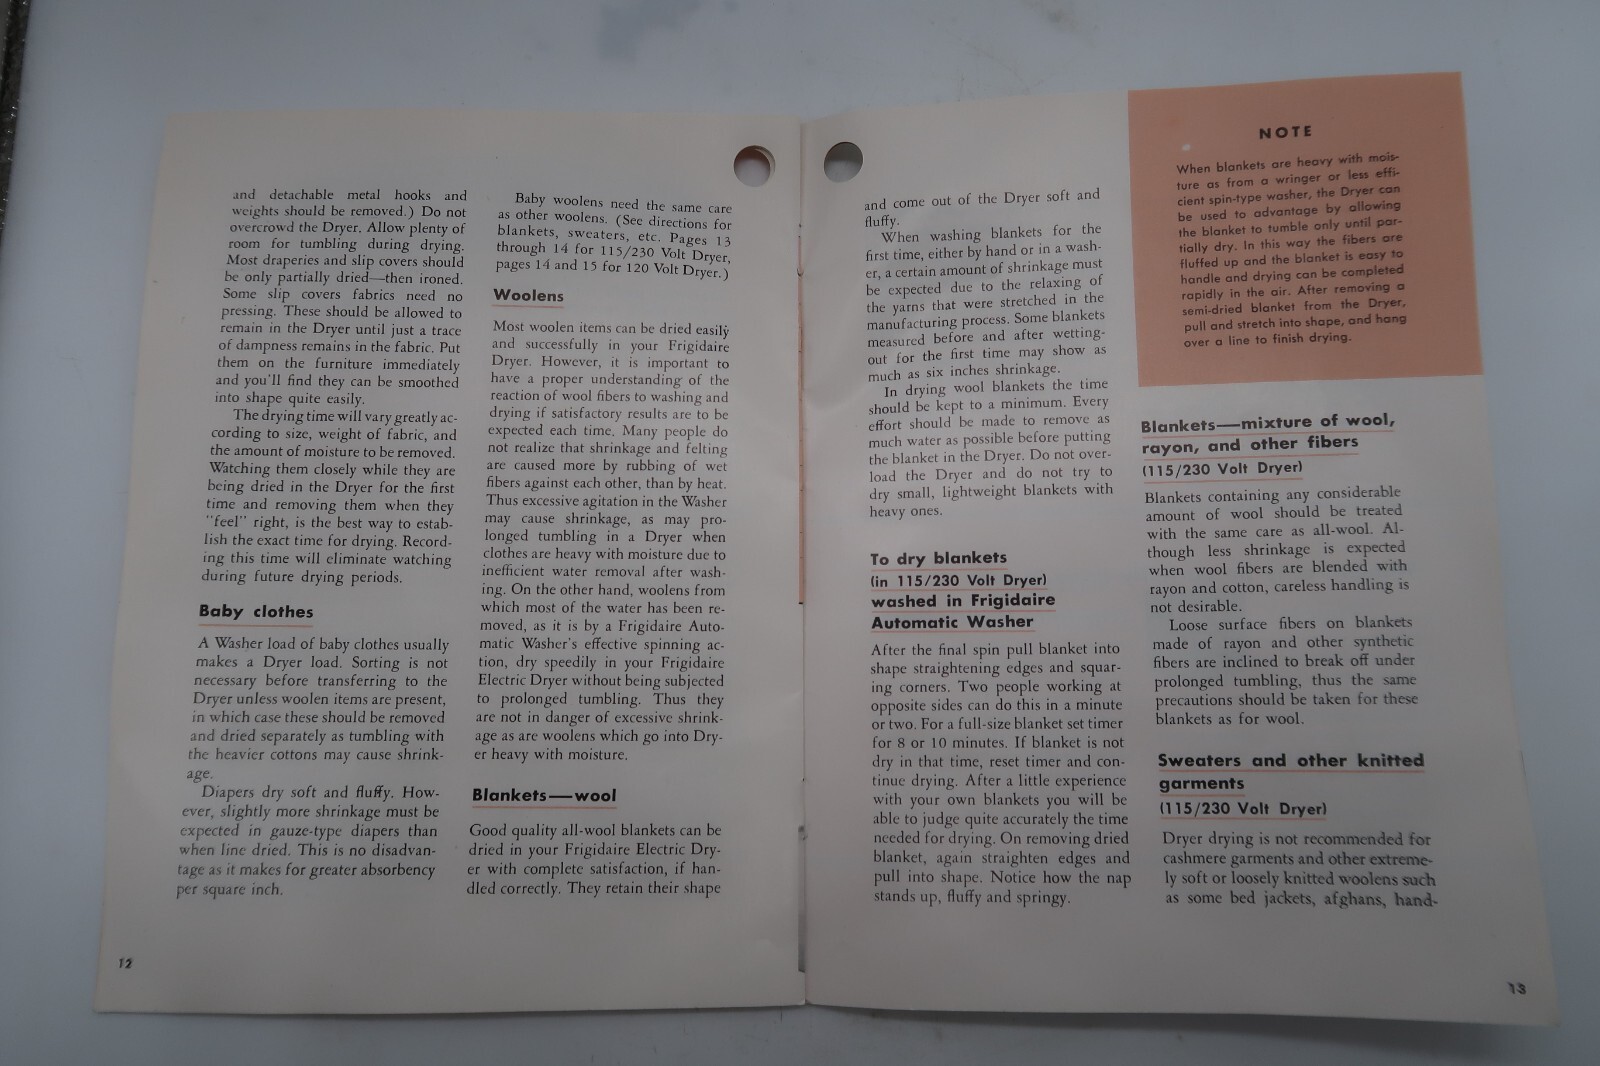 and detachable metal hooks and
weights should be removed.) Do not
overcrowd the Dryer. Allow plenty of
room for tumbling during drying.
Most draperies and slip covers should
be only partially dried—then ironed.
Some slip covers fabrics need no
pressing. These should be allowed to
remain in the Dryer until just a trace
of dampness remains in the fabric. Put
them on the furniture immediately
and you'll find they can be smoothed
into shape quite easily.
The drying time will vary greatly ac-
cording to size, weight of fabric, and
the amount of moisture to be removed.
Watching them closely while they are
being dried in the Dryer for the first
time and removing them when they
"feel" right, is the best way to estab-
lish the exact time for drying. Record-
ing this time will eliminate watching
during future drying periods.
Baby clothes
A Washer load of baby clothes usually
makes a Dryer load. Sorting is not
necessary before transferring to the
Dryer unless woolen items are present,
in which case these should be removed
and dried separately as tumbling with
the heavier cottons may cause shrink-
age.
Diapers dry soft and fluffy. How-
ever, slightly more shrinkage must be
expected in gauze-type diapers than
when line dried. This is no disadvan-
tage as it makes for greater absorbency
per square inch.
12
Baby woolens need the same care
as other woolens. (See directions for
blankets, sweaters, etc. Pages 13
through 14 for 115/230 Volt Dryer,
pages 14 and 15 for 120 Volt Dryer.)
Woolens
Most woolen items can be dried easily
and successfully in your Frigidaire
Dryer. However, it is important to
have a proper understanding of the
reaction of wool fibers to washing and
drying if satisfactory results are to be
expected each time. Many people do
not realize that shrinkage and felting
are caused more by rubbing of wet
fibers against each other, than by heat.
Thus excessive agitation in the Washer
may cause shrinkage, as may pro-
longed tumbling in a Dryer when
clothes are heavy with moisture due to
inefficient water removal after wash-
ing. On the other hand, woolens from
which most of the water has been re-
moved, as it is by a Frigidaire Auto-
matic Washer's effective spinning ac-
tion, dry speedily in your Frigidaire
Electric Dryer without being subjected
to prolonged tumbling. Thus they
are not in danger of excessive shrink-
age as are woolens which go into Dry-
er heavy with moisture.
Blankets—wool
Good quality all-wool blankets can be
dried in your Frigidaire Electric Dry-
er with complete satisfaction, if han-
dled correctly. They retain their shape
and come out of the Dryer soft and
fluffy.
When washing blankets for the
first time, either by hand or in a wash-
er, a certain amount of shrinkage must
be expected due to the relaxing of
the yarns that were stretched in the
manufacturing process. Some blankets
measured before and after wetting-
out for the first time may show as
much as six inches shrinkage.
In drying wool blankets the time
should be kept to a minimum. Every
effort should be made to remove as
much water as possible before putting
the blanket in the Dryer. Do not over-
load the Dryer and do not try to
dry small, lightweight blankets with
heavy ones.
To dry blankets
(in 115/230 Volt Dryer)
washed in Frigidaire
Automatic Washer
After the final spin pull blanket into
shape straightening edges and squar-
ing corners. Two people working at
opposite sides can do this in a minute
or two. For a full-size blanket set timer
for 8 or 10 minutes. If blanket is not
dry in that time, reset timer and con-
tinue drying. After a little experience
with your own blankets you will be
able to judge quite accurately the time
needed for drying. On removing dried
blanket, again straighten edges and
pull into shape. Notice how the nap
stands up, fluffy and springy.
NOTE
When blankets are heavy with mois-
ture as from a wringer or less effi-
cient spin-type washer, the Dryer can
be used to advantage by allowing
the blanket to tumble only until par-
tially dry. In this way the fibers are
fluffed up and the blanket is easy to
handle and drying can be completed
rapidly in the air. After removing a
semi-dried blanket from the Dryer,
pull and stretch into shape, and hang
over a line to finish drying.
Blankets—mixture of wool,
rayon, and other fibers
(115/230 Volt Dryer)
Blankets containing any considerable
amount of wool should be treated
with the same care as all-wool. Al-
though less shrinkage is expected
when wool fibers are blended with
rayon and cotton, careless handling is
not desirable.
Loose surface fibers on blankets
made of rayon and other synthetic
fibers are inclined to break off under
prolonged tumbling, thus the same
precautions should be taken for these
blankets as for wool.
Sweaters and other knitted
garments
(115/230 Volt Dryer)
Dryer drying is not recommended for
cashmere garments and other extreme-
ly soft or loosely knitted woolens such
as some bed jackets, afghans, hand-
13